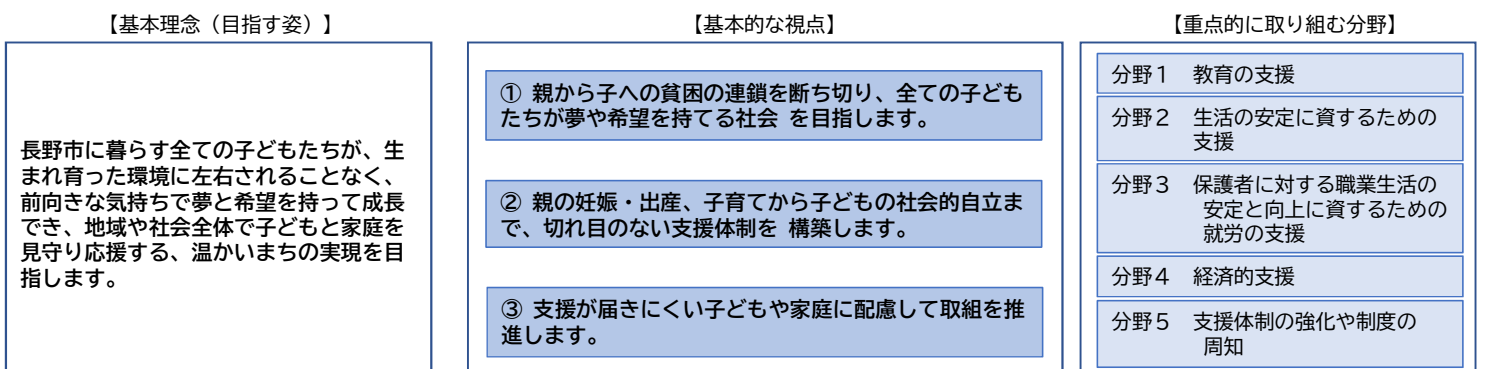 【基本理念（目指す姿）】
長野市に暮らす全ての子どもたちが、生
まれ育った環境に左右されることなく、
前向きな気持ちで夢と希望を持って成長
でき、地域や社会全体で子どもと家庭を
見守り応援する、温かいまちの実現を目
指します。
【基本的な視点】
① 親から子への貧困の連鎖を断ち切り、全ての子ども
たちが夢や希望を持てる社会 を目指します。
② 親の妊娠・出産、子育てから子どもの社会的自立ま
で、切れ目のない支援体制を 構築します。
③ 支援が届きにくい子どもや家庭に配慮して取組を推
進します。
【重点的に取り組む分野】
分野１　教育の支援
分野２　生活の安定に資するための
支援
分野３　保護者に対する職業生活の
安定と向上に資するための
就労の支援
分野４　経済的支援
分野５　支援体制の強化や制度の
周知